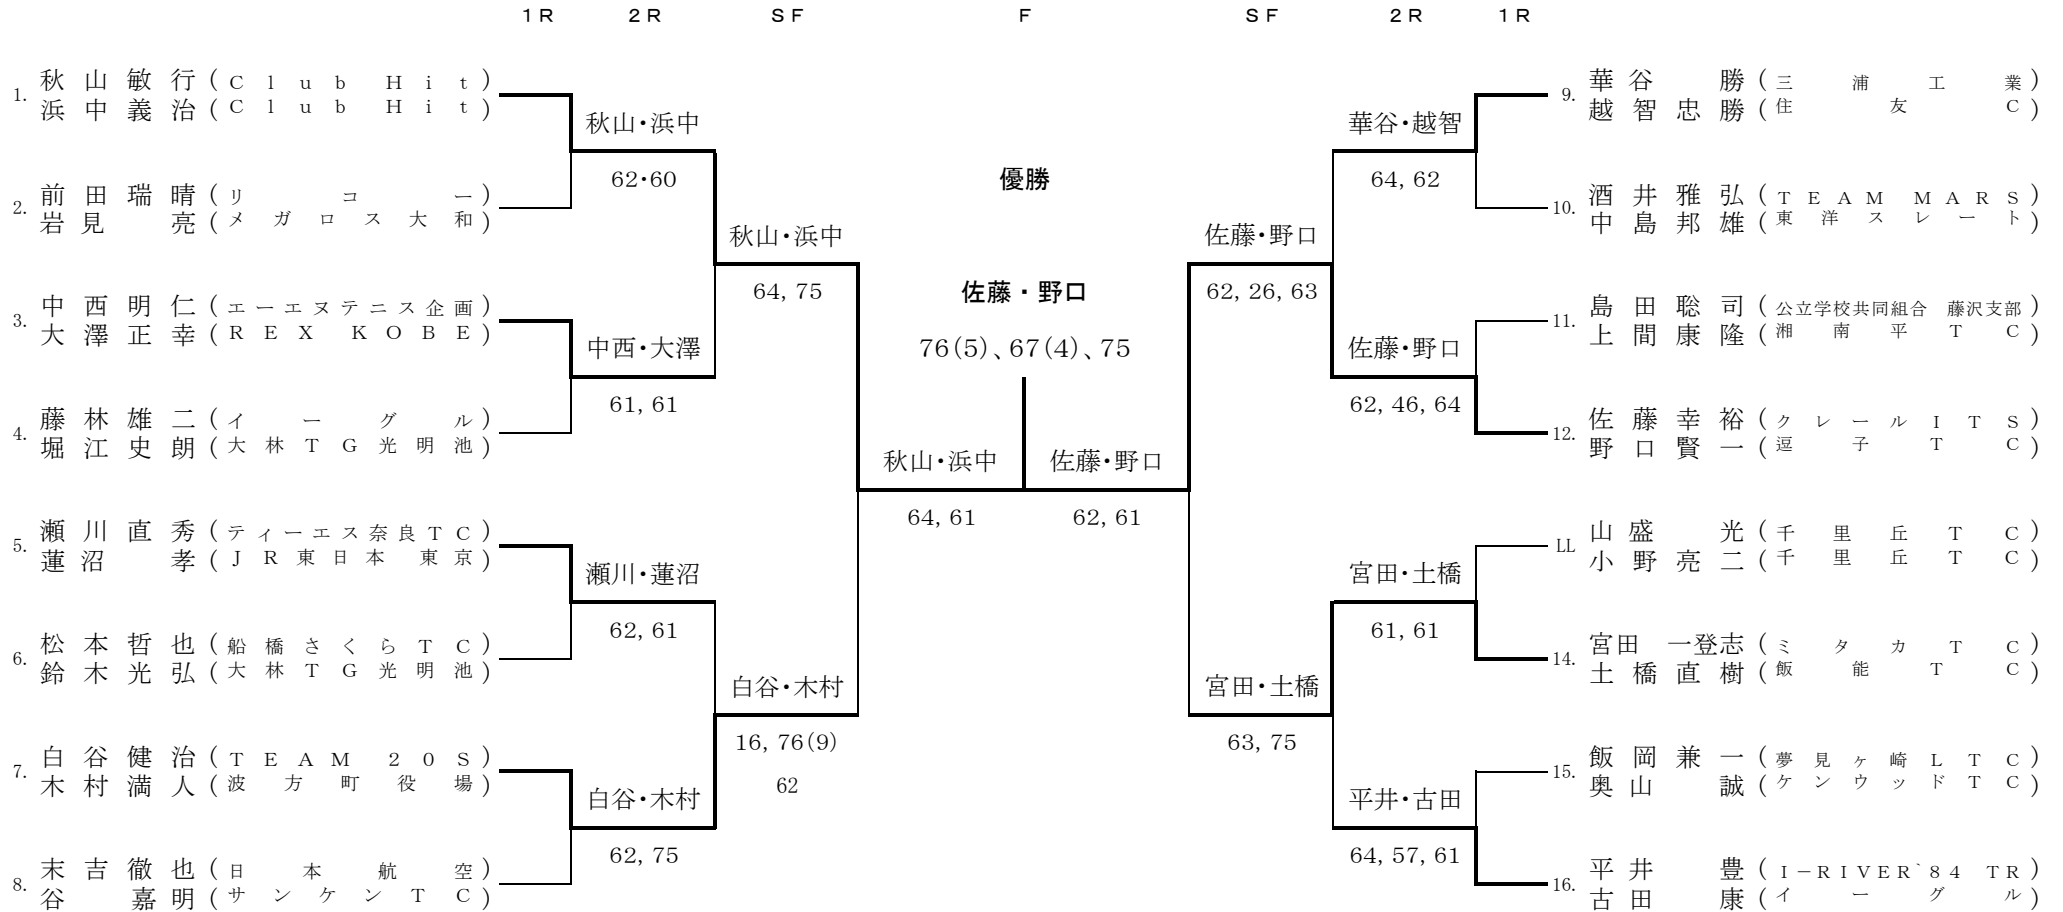 1R 2R SF F SF 2R 1R
1. 秋山敏行 (Club Hit)
浜中義治 (Club Hit)
2. 前田瑞晴 (リコー)
岩見 亮 (メガロス大和)
3. 中西明仁 (エーエヌテニス企画)
大澤正幸 (REX KOBE)
4. 藤林雄二 (イーグル)
堀江史朗 (大林TG光明池)
5. 瀬川直秀 (ティーエス奈良TC)
蓮沼 孝 (JR東日本 東京)
6. 松本哲也 (船橋さくらTC)
鈴木光弘 (大林TG光明池)
7. 白谷健治 (TEAM 20S)
木村満人 (波方町役場)
8. 末吉徹也 (日本航空)
谷 嘉明 (サンケンTC)
秋山・浜中
62・60
中西・大澤
61, 61
瀬川・蓮沼
62, 61
白谷・木村
62, 75
秋山・浜中
64, 75
白谷・木村
16, 76(9)
62
優勝
佐藤・野口
76(5)、67(4)、75
秋山・浜中
64, 61
佐藤・野口
62, 61
佐藤・野口
62, 26, 63
宮田・土橋
63, 75
華谷・越智
64, 62
佐藤・野口
62, 46, 64
宮田・土橋
61, 61
平井・古田
64, 57, 61
9. 華谷 勝 (三浦工業)
越智忠勝 (住友C)
10. 酒井雅弘 (TEAM MARS)
中島邦雄 (東洋スレート)
11. 島田聡司 (公立学校共同組合 藤沢支部)
上間康隆 (湘南平TC)
12. 佐藤幸裕 (クレールITS)
野口賢一 (逗子TC)
LL 山盛 光 (千里丘TC)
小野亮二 (千里丘TC)
14. 宮田 一登志 (ミタカTC)
土橋直樹 (飯能TC)
15. 飯岡兼一 (夢見ヶ崎LTC)
奥山 誠 (ケンウッドTC)
16. 平井 豊 (I−RIVER`84 TR)
古田 康 (イーグル)